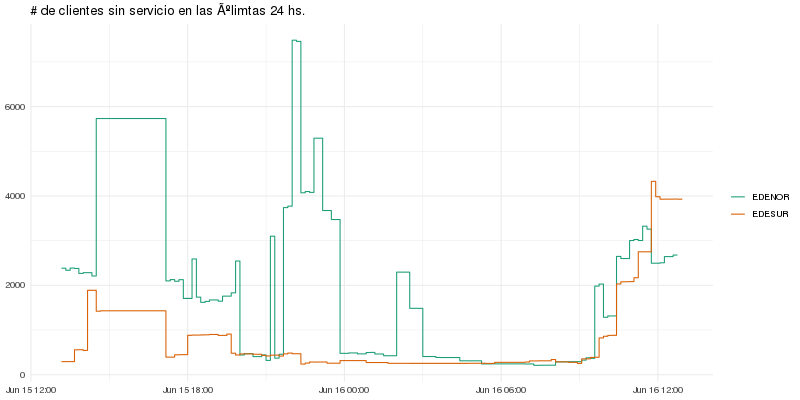 # de clientes sin servicio en las Ãºlimtas 24 hs.
6000
4000
2000
0
Jun 15 12:00
Jun 15 18:00
Jun 16 00:00
Jun 16 06:00
Jun 16 12:00
EDENOR
EDESUR